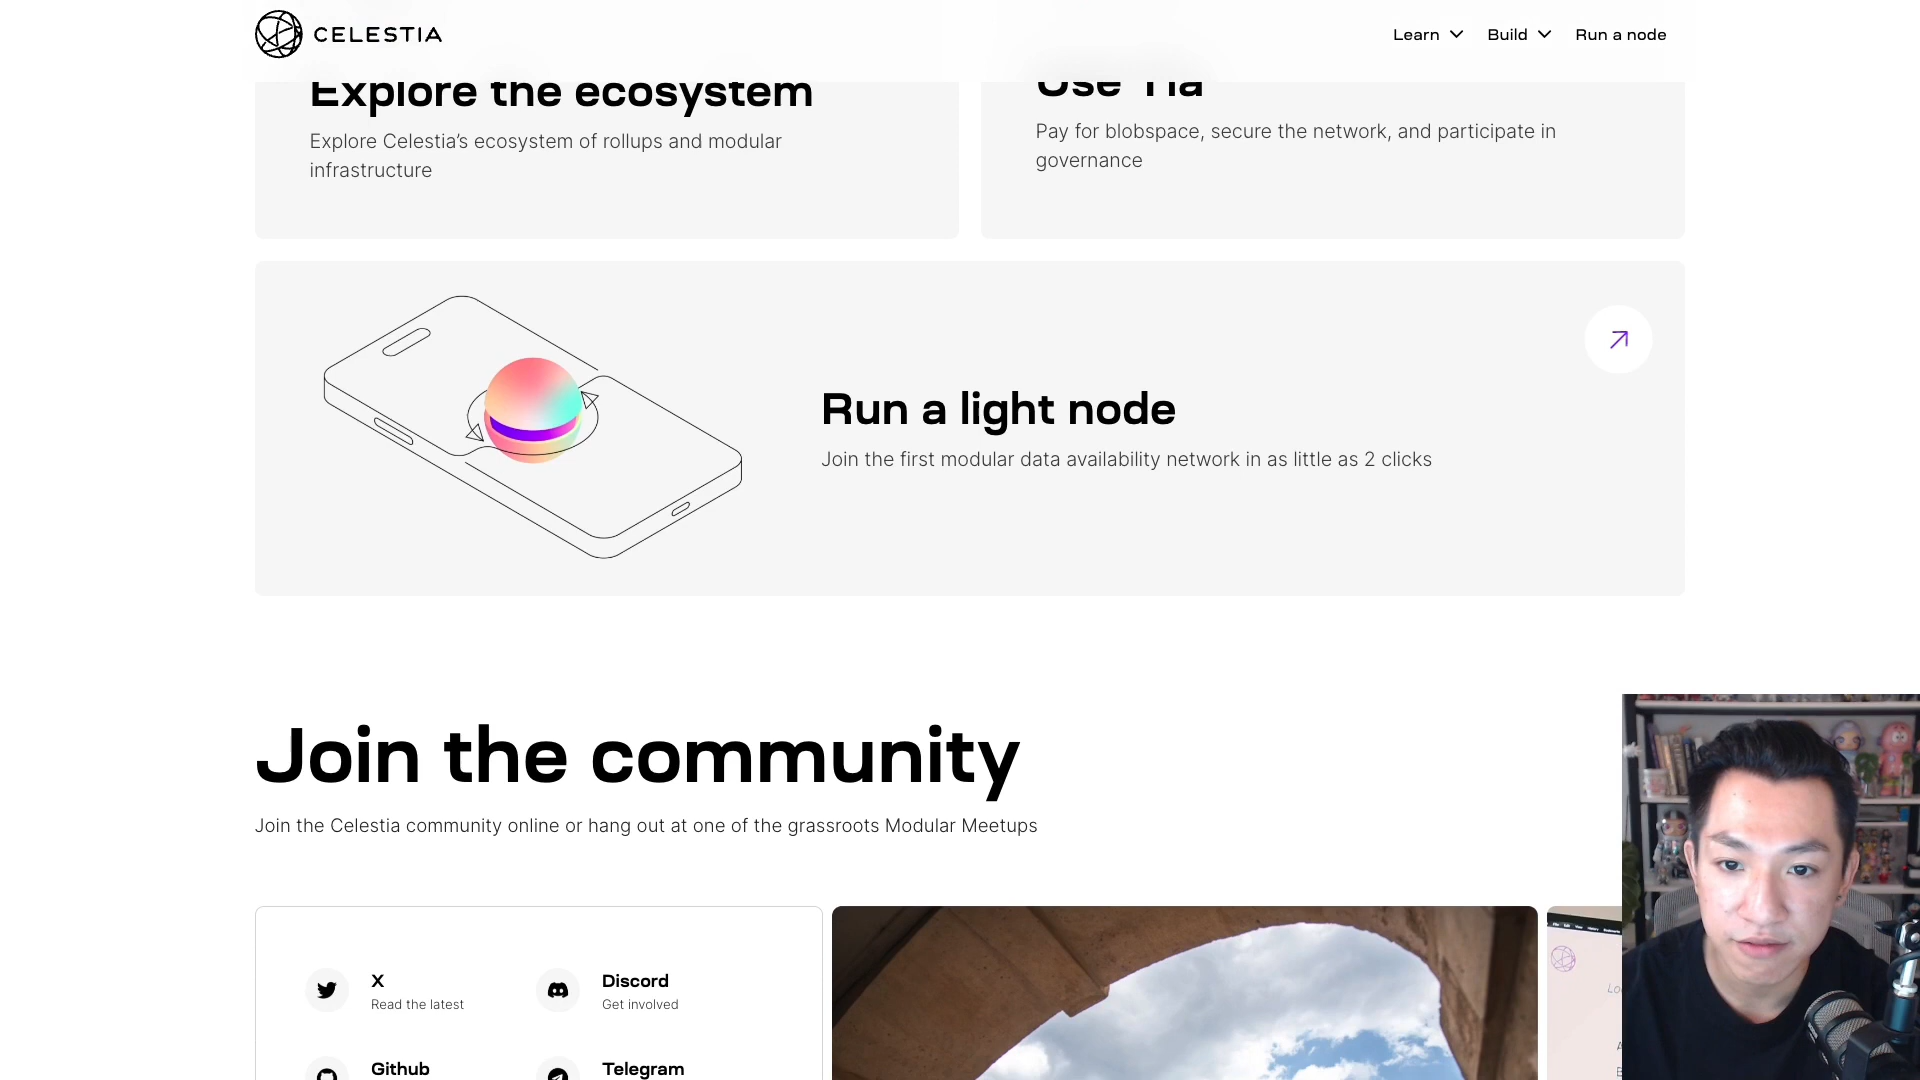 CELESTIA
Learn
Build
Run a node
Explore the ecosystem
Explore Celestia’s ecosystem of rollups and modular
infrastructure
Use Tia
Pay for blobspace, secure the network, and participate in
governance
Run a light node
Join the first modular data availability network in as little as 2 clicks
Join the community
Join the Celestia community online or hang out at one of the grassroots Modular Meetups
X
Read the latest
Discord
Get involved
Github
Telegram